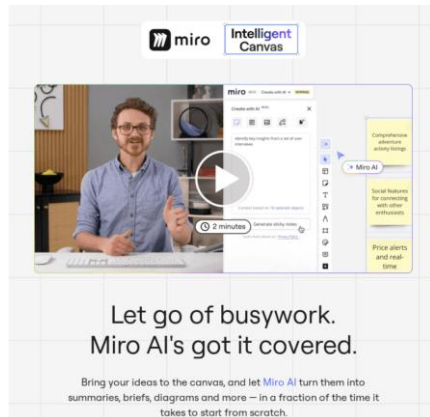 miro
Intelligent
Canvas
miro
Create with AI
Create with AI
Identify key insights from a set of user
interviews
2 minutes
Generate sticky notes
Miro AI
Comprehensive
adventure
activity listings
Social features
for connecting
with other
enthusiasts
Price alerts
and real-
time
Let go of busywork.
Miro AI's got it covered.
Bring your ideas to the canvas, and let Miro AI turn them into
summaries, briefs, diagrams and more — in a fraction of the time it
takes to start from scratch.